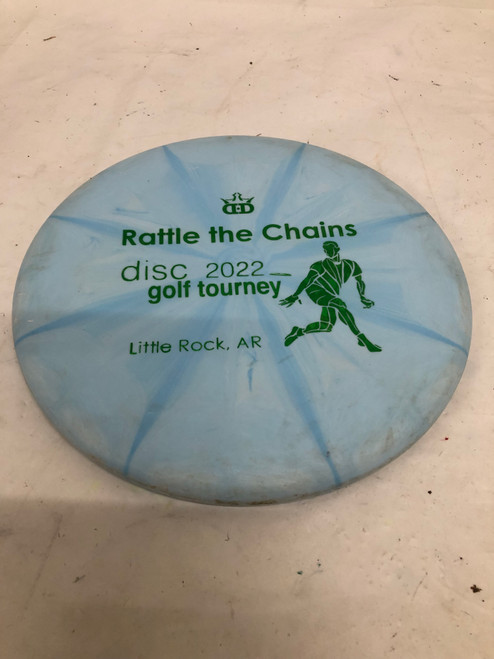 Rattle the Chains
disc 2022
golf tourney
Little Rock, AR